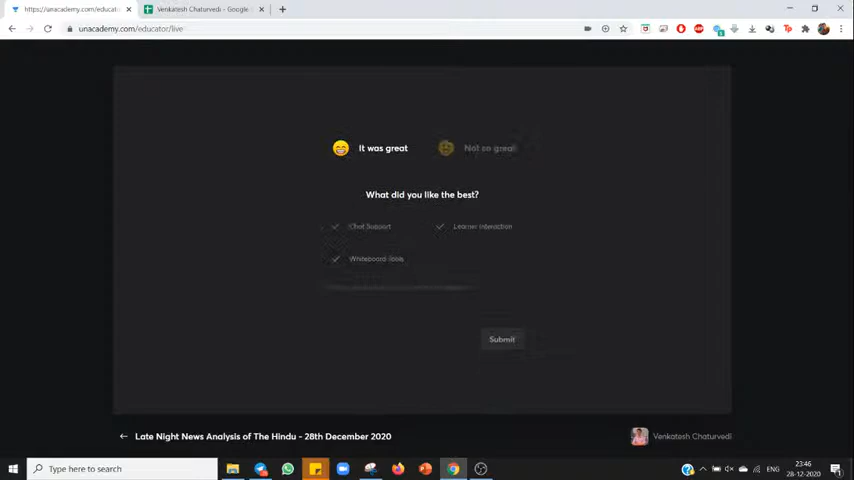 https://unacademy.com/educat
Venkatesh Chaturvedi - Google
unacademy.com/educator/live
It was great
Not so great
What did you like the best?
Chat Support
Learner Interaction
Whiteboard Tools
Submit
Late Night News Analysis of The Hindu - 28th December 2020
Venkatesh Chaturvedi
Type here to search
ENG
23:46
28-12-2020